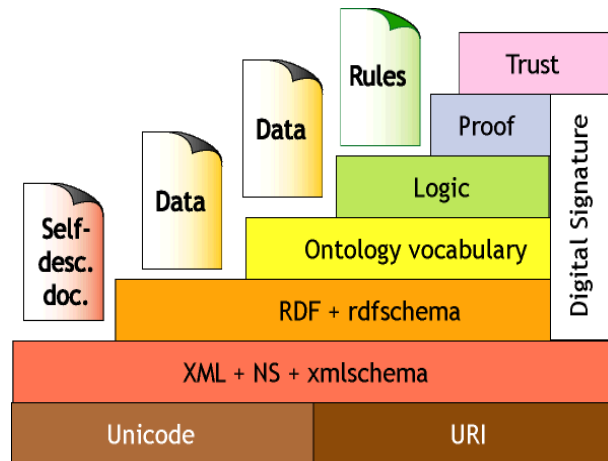 Rules
Trust
Data
Proof
Data
Logic
Self-
desc.
doc.
Ontology vocabulary
Digital Signature
RDF + rdfschema
XML + NS + xmlschema
Unicode
URI